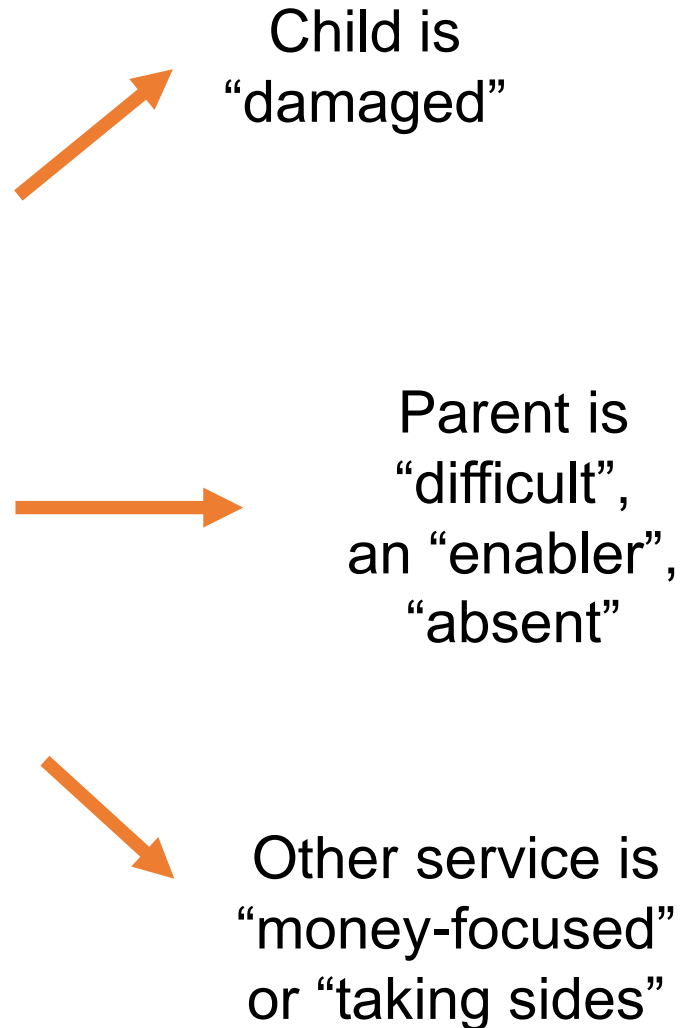 Child is
“damaged”
Parent is
“difficult”,
an “enabler”,
“absent”
Other service is
“money-focused”
or “taking sides”